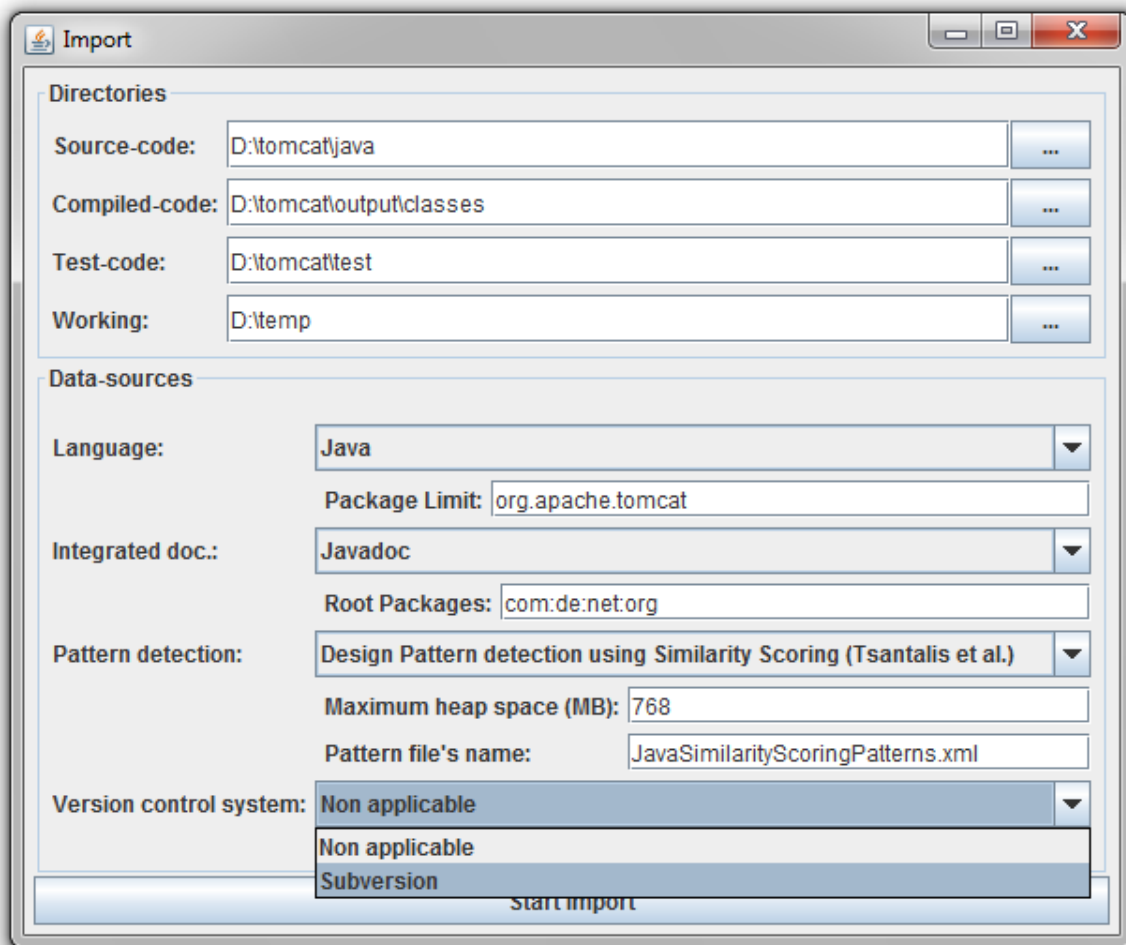 Import
Directories
Source-code: D:\tomcat\java ...
Compiled-code: D:\tomcat\output\classes ...
Test-code: D:\tomcat\test ...
Working: D:\temp ...
Data-sources
Language: Java
Package Limit: org.apache.tomcat
Integrated doc.: Javadoc
Root Packages: com:de:net:org
Pattern detection: Design Pattern detection using Similarity Scoring (Tsantalis et al.)
Maximum heap space (MB): 768
Pattern file's name: JavaSimilarityScoringPatterns.xml
Version control system: Non applicable
Non applicable
Subversion
Start Import